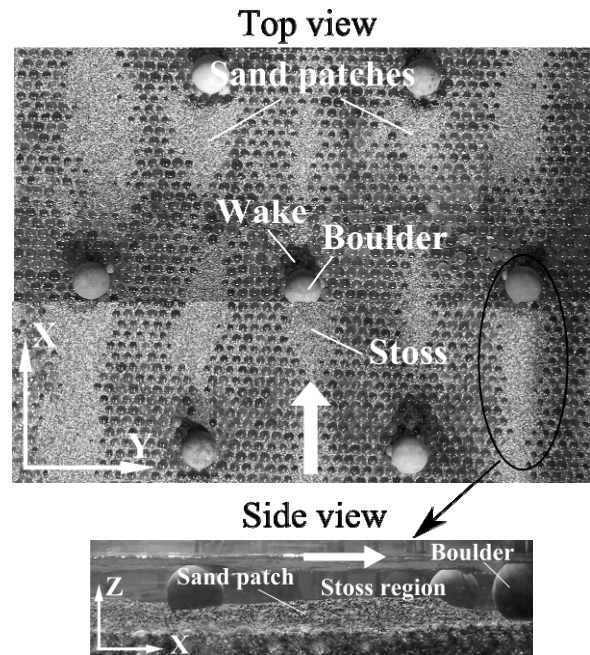 Top view
Sand patches
Wake
Boulder
Stoss
X
Y
Side view
Boulder
Sand patch
Stoss region
Z
X